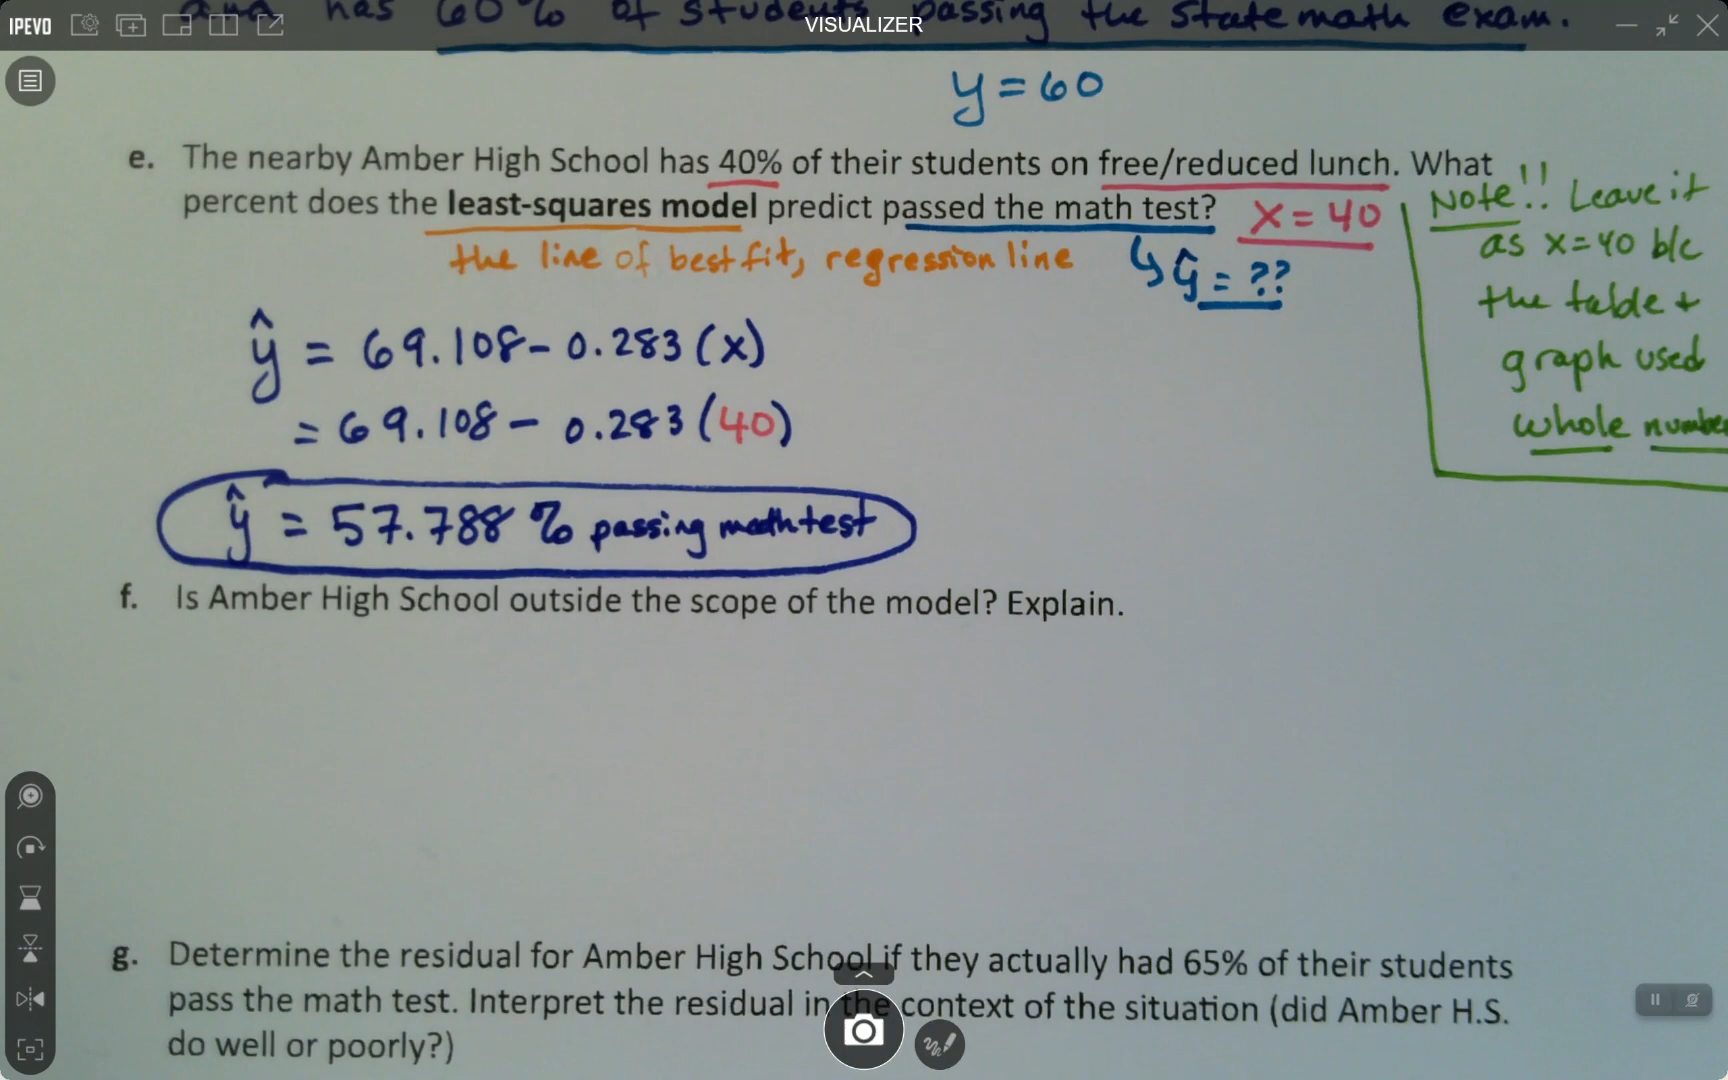 and has 60% of students passing the state math exam.
IPEVO
VISUALIZER
y = 60
e. The nearby Amber High School has 40% of their students on free/reduced lunch. What
percent does the least-squares model predict passed the math test? x = 40
the line of best fit, regression line
ŷ = ??
Note!! Leave it
as x=40 b/c
the table +
graph used
whole number
ŷ = 69.108 - 0.283 (x)
= 69.108 - 0.283 (40)
ŷ = 57.788 % passing math test
f. Is Amber High School outside the scope of the model? Explain.
g. Determine the residual for Amber High School if they actually had 65% of their students
pass the math test. Interpret the residual in the context of the situation (did Amber H.S.
do well or poorly?)